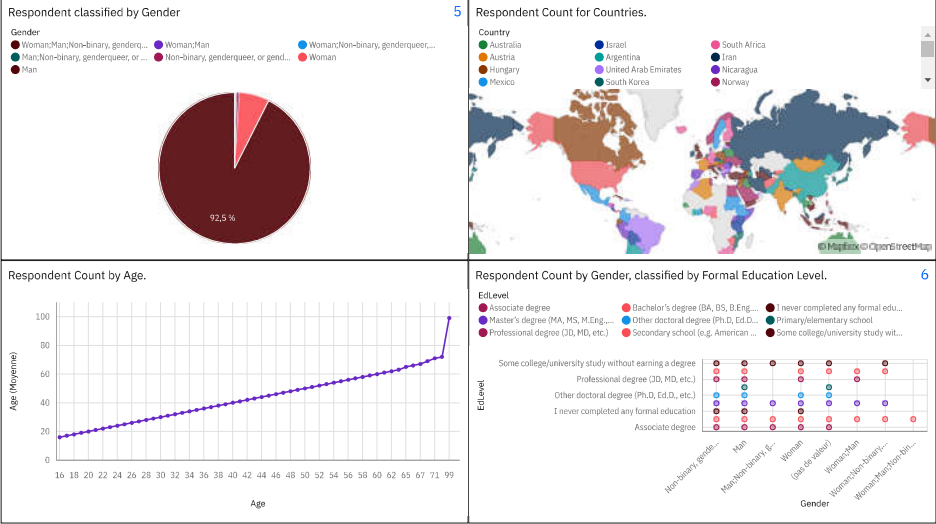 Respondent classified by Gender
5
Gender
Woman;Man;Non-binary, genderq... Woman;Man Woman;Non-binary, genderqueer,...
Man;Non-binary, genderqueer, or ... Non-binary, genderqueer, or gend... Woman
Man
92,5 %
Respondent Count for Countries.
Country
Australia Israel South Africa
Austria Argentina Iran
Hungary United Arab Emirates Nicaragua
Mexico South Korea Norway
© Mapbox © OpenStreetMap
Respondent Count by Age.
Age (Moyenne)
100
80
60
40
20
0
16 18 20 22 24 26 28 30 32 34 36 38 40 42 44 46 48 50 52 54 56 58 60 62 65 67 71 99
Age
Respondent Count by Gender, classified by Formal Education Level.
6
EdLevel
Associate degree Bachelor's degree (BA, BS, B.Eng.... I never completed any formal edu...
Master's degree (MA, MS, M.Eng.,... Other doctoral degree (Ph.D, Ed.D... Primary/elementary school
Professional degree (JD, MD, etc.) Secondary school (e.g. American ... Some college/university study wit...
EdLevel
Some college/university study without earning a degree
Professional degree (JD, MD, etc.)
Other doctoral degree (Ph.D, Ed.D., etc.)
I never completed any formal education
Associate degree
Non-binary, gende...
Man
Man;Non-binary, g...
Woman
(pas de valeur)
Woman;Man
Woman;Non-binary,...
Woman;Man;Non-bin...
Gender